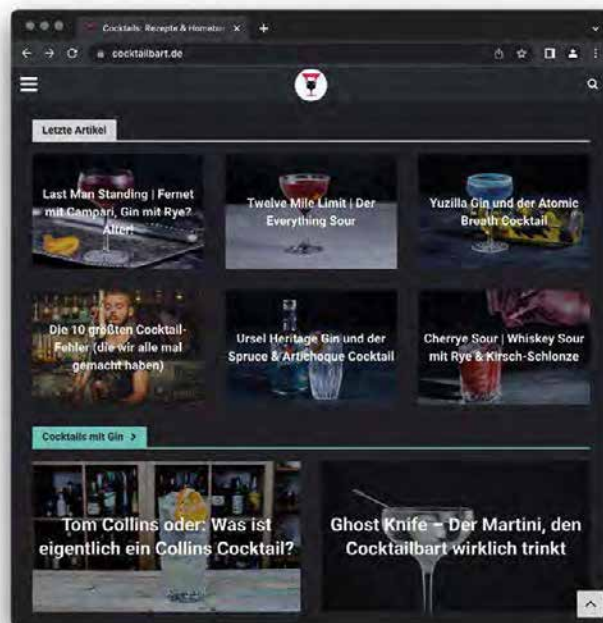 Cocktails: Rezepte & Hometen
cocktailbart.de
Letzte Artikel
Last Man Standing | Fernet
mit Campari, Gin mit Rye?
Alter!
Twelve Mile Limit | Der
Everything Sour
Yuzilla Gin und der Atomic
Breath Cocktail
Die 10 größten Cocktail-
Fehler (die wir alle mal
gemacht haben)
Ursel Heritage Gin und der
Spruce & Artichoque Cocktail
Cherrye Sour | Whiskey Sour
mit Rye & Kirsch-Schlonze
Cocktails mit Gin >
Tom Collins oder: Was ist
eigentlich ein Collins Cocktail?
Ghost Knife – Der Martini, den
Cocktailbart wirklich trinkt